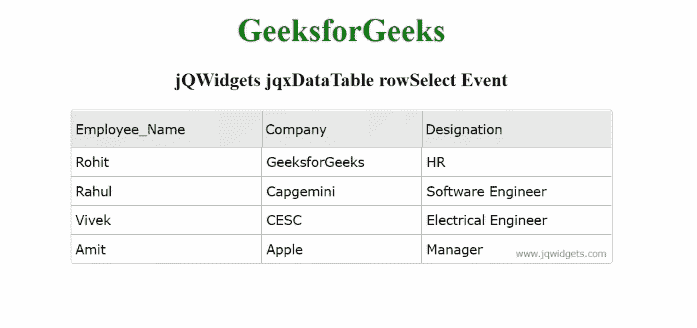 GeeksforGeeks
jQWidgets jqxDataTable rowSelect Event
Employee_Name Company Designation
Rohit GeeksforGeeks HR
Rahul Capgemini Software Engineer
Vivek CESC Electrical Engineer
Amit Apple Manager
www.jqwidgets.com